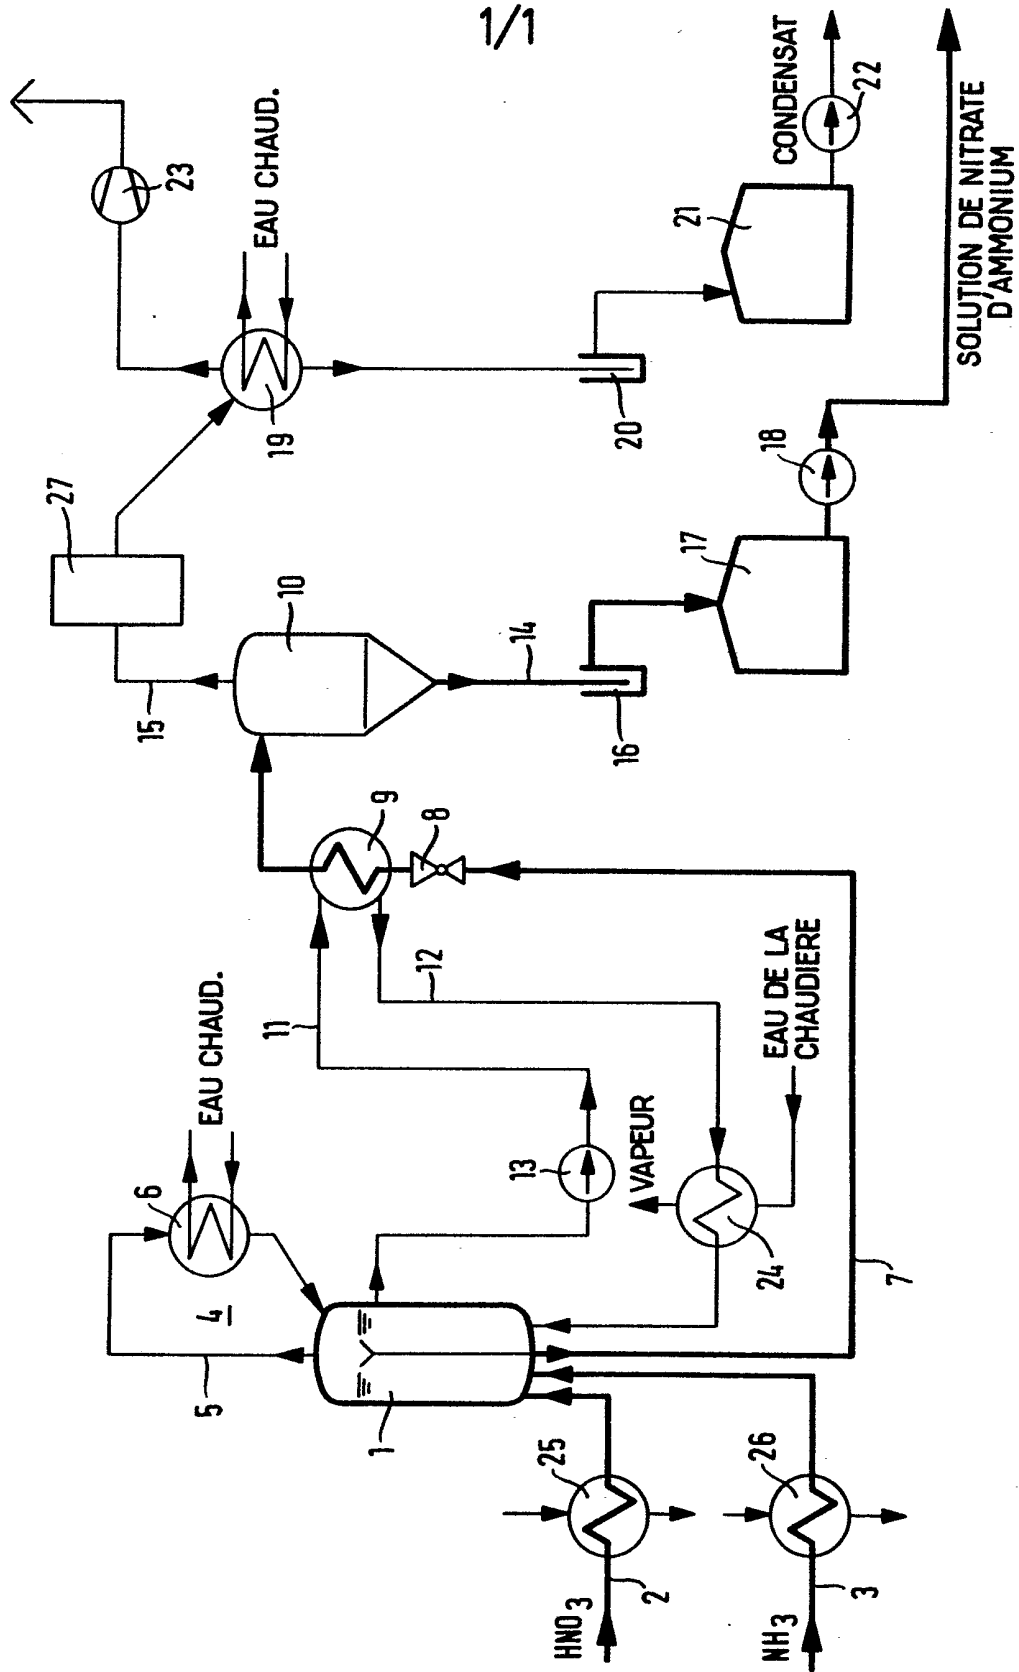 1/1
23
EAU CHAUD.
19
27
15
10
14
16
17
18
20
21
CONDENSAT
22
SOLUTION DE NITRATE
D'AMMONIUM
9
8
11
12
EAU CHAUD.
6
4
5
1
13
VAPEUR
EAU DE LA
CHAUDIERE
24
7
25
26
HNO3
2
NH3
3